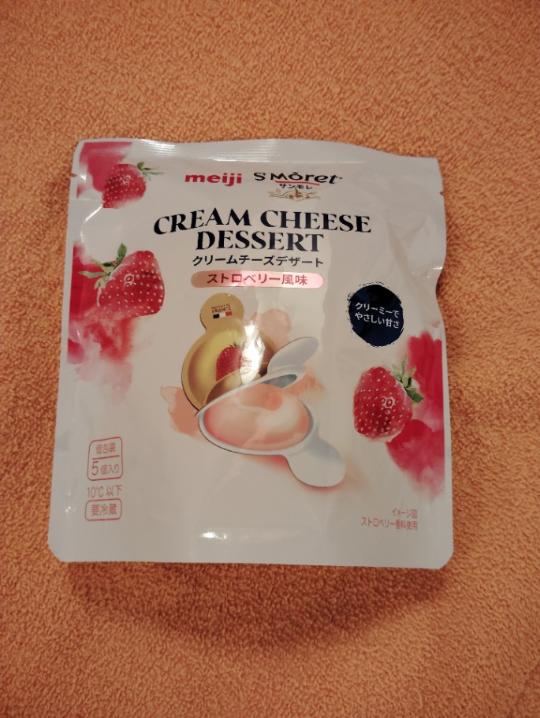 meiji
St Môret
サンモレ
CREAM CHEESE
DESSERT
クリームチーズデザート
ストロベリー風味
クリーミーで
やさしい甘さ
個包装
5個入り
10℃以下
要冷蔵
イメージ図
ストロベリー香料使用